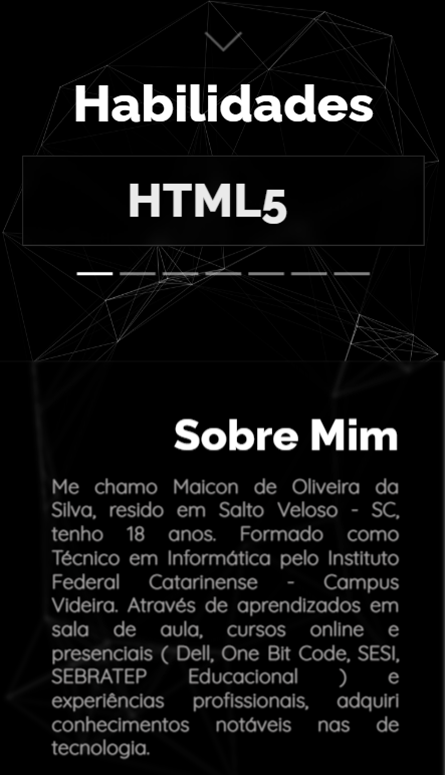 Habilidades
HTML5
Sobre Mim
Me chamo Maicon de Oliveira da
Silva, resido em Salto Veloso - SC,
tenho 18 anos. Formado como
Técnico em Informática pelo Instituto
Federal Catarinense - Campus
Videira. Através de aprendizados em
sala de aula, cursos online e
presenciais ( Dell, One Bit Code, SESI,
SEBRATEP Educacional ) e
experiências profissionais, adquiri
conhecimentos notáveis nas de
tecnologia.